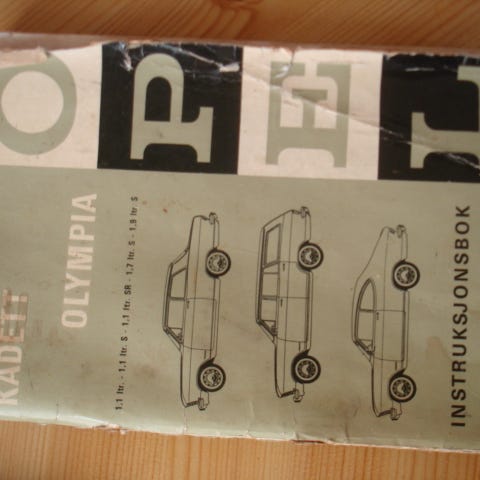 OPEL
KADETT
OLYMPIA
1,1 ltr. - 1,1 ltr. S - 1,1 ltr. SR - 1,7 ltr. S - 1,9 ltr. S
INSTRUKSJONSBOK